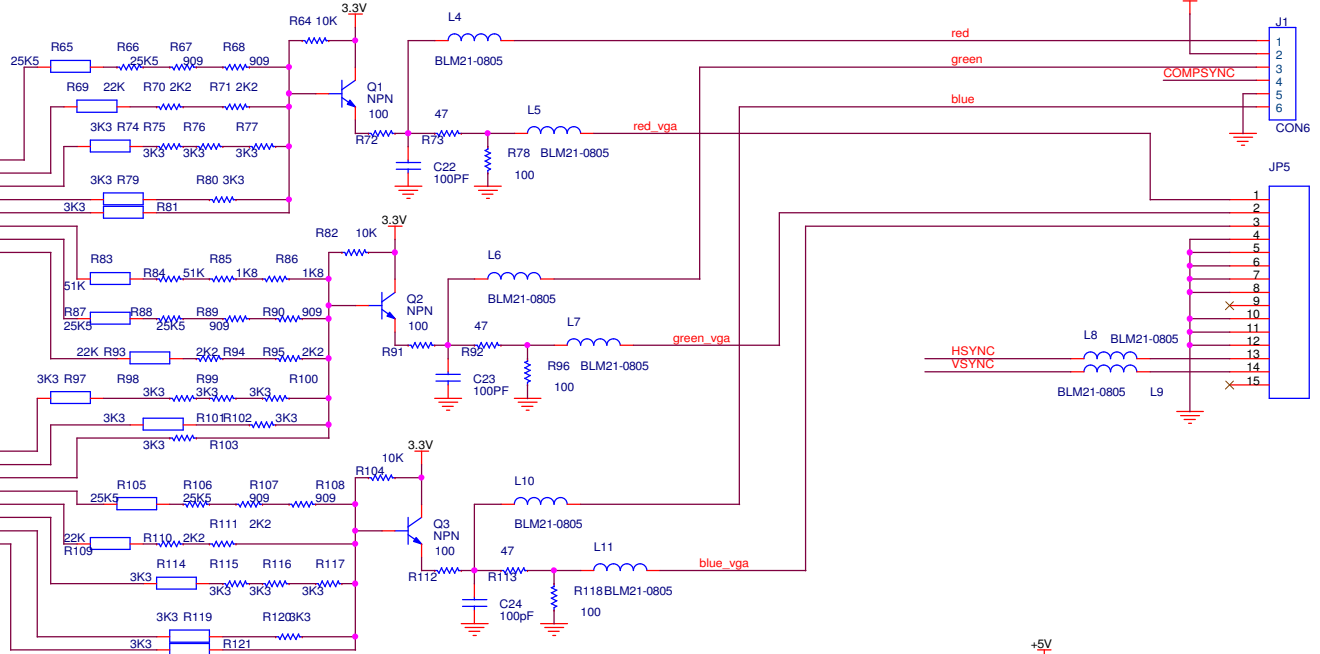 3.3V
R64 10K
L4
J1
R65
R66
R67
R68
red
1
25K5
25K5
909
909
BLM21-0805
green
2
3
COMPSYNC
4
R69
22K
R70 2K2
R71 2K2
Q1
NPN
100
47
L5
blue
5
6
3K3 R74 R75
R76
R77
R72
R73
red_vga
CON6
3K3
3K3
3K3
R78
BLM21-0805
C22
100PF
100
JP5
3K3 R79
R80 3K3
3K3
R81
1
2
3
4
5
6
7
8
9
10
11
12
13
14
15
3.3V
R82
10K
L6
R83
R84
51K
R85
1K8
R86
1K8
51K
BLM21-0805
R87
R88
R89
R90
909
25K5
25K5
909
Q2
NPN
100
47
L7
R91
R92
green_vga
22K R93
2K2 R94
R95
2K2
R96
BLM21-0805
C23
100PF
100
L8
BLM21-0805
HSYNC
VSYNC
BLM21-0805
L9
3K3 R97
R98
R99
R100
3K3
3K3
3K3
3K3
R101R102
3K3
3K3
R103
3.3V
10K
R104
L10
R105
R106
R107
R108
25K5
25K5
909
909
BLM21-0805
R111
2K2
22K
R109
R110
2K2
Q3
NPN
100
47
L11
R112
R113
blue_vga
R114
R115
R116
R117
3K3
3K3
3K3
3K3
R118BLM21-0805
C24
100pF
100
3K3 R119
R1203K3
3K3
R121
+5V